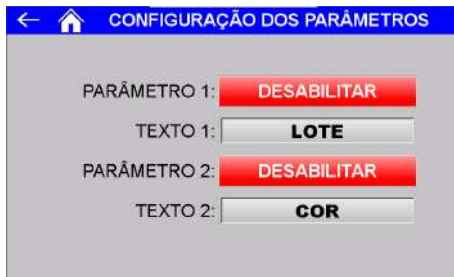 CONFIGURAÇÃO DOS PARÂMETROS
PARÂMETRO 1: DESABILITAR
TEXTO 1: LOTE
PARÂMETRO 2: DESABILITAR
TEXTO 2: COR